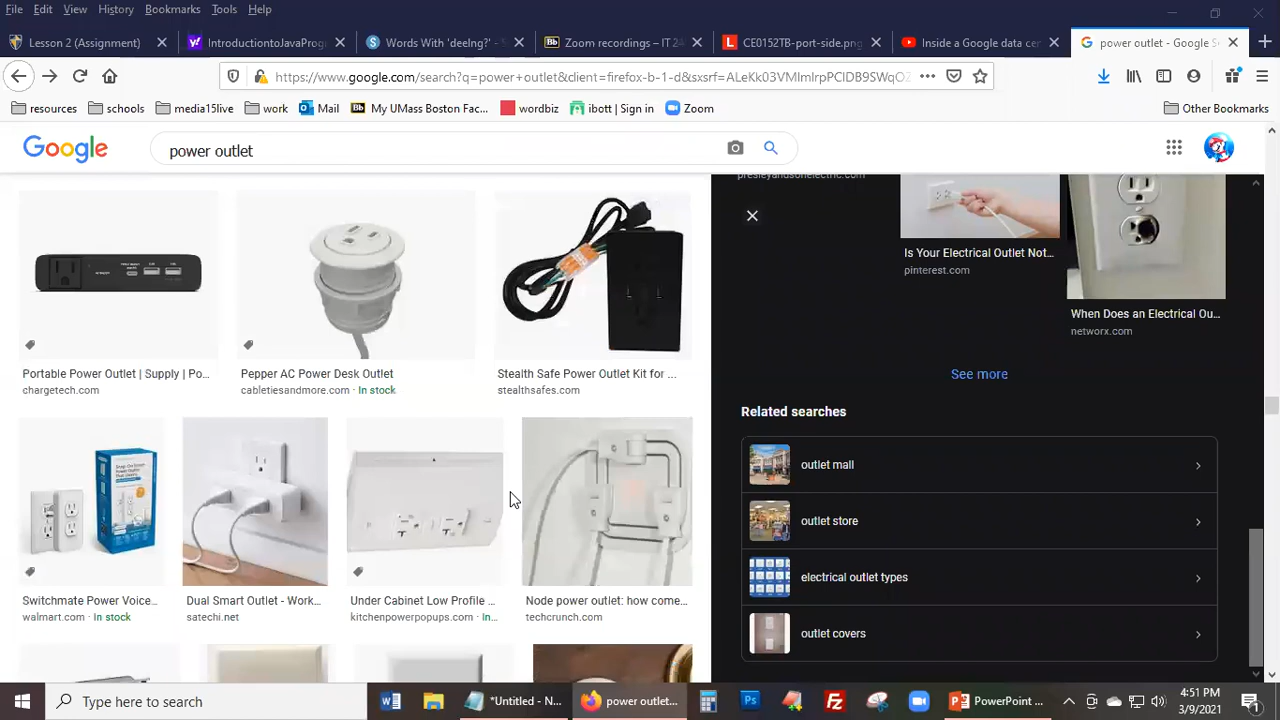 File Edit View History Bookmarks Tools Help
Lesson 2 (Assignment) IntroductiontoJavaProg Words With 'deelng?' - S Zoom recordings – IT 24 CE0152TB-port-side.png Inside a Google data cen power outlet - Google Se
https://www.google.com/search?q=power+outlet&client=firefox-b-1-d&sxsrf=ALeKk03VMlmlrpPCIDB9SWqOZ
resources schools media15live work Mail My UMass Boston Fac... wordbiz ibott | Sign in Zoom Other Bookmarks
Google power outlet
presleyandsonelectric.com
Is Your Electrical Outlet Not...
pinterest.com
When Does an Electrical Ou...
networx.com
Portable Power Outlet | Supply | Po...
chargetech.com
Pepper AC Power Desk Outlet
cabletiesandmore.com · In stock
Stealth Safe Power Outlet Kit for ...
stealthsafes.com
See more
Related searches
outlet mall
outlet store
electrical outlet types
outlet covers
Switchmate Power Voice...
walmart.com · In stock
Dual Smart Outlet - Work...
satechi.net
Under Cabinet Low Profile ...
kitchenpowerpopups.com · In...
Node power outlet: how come...
techcrunch.com
Type here to search
*Untitled - N...
power outlet...
PowerPoint ...
4:51 PM
3/9/2021